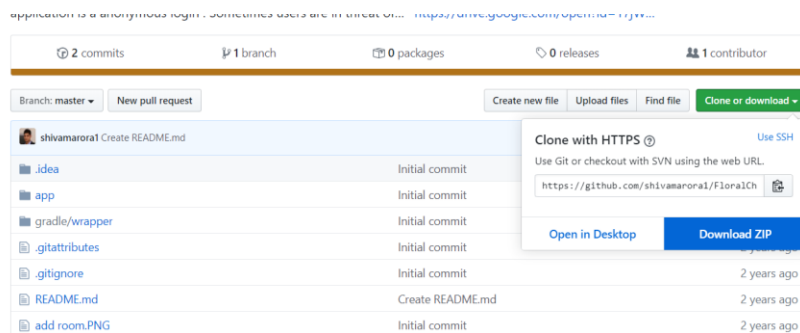 application is a anonymous login . Sometimes users are in threat of...
2 commits 1 branch 0 packages 0 releases 1 contributor
Branch: master New pull request Create new file Upload files Find file Clone or download
shivamarora1 Create README.md
Clone with HTTPS Use SSH
Use Git or checkout with SVN using the web URL.
https://github.com/shivamarora1/FloralCh
Open in Desktop Download ZIP
.idea Initial commit
app Initial commit
gradle/wrapper Initial commit
.gitattributes Initial commit
.gitignore Initial commit 2 years ago
README.md Create README.md 2 years ago
add room.PNG Initial commit 2 years ago